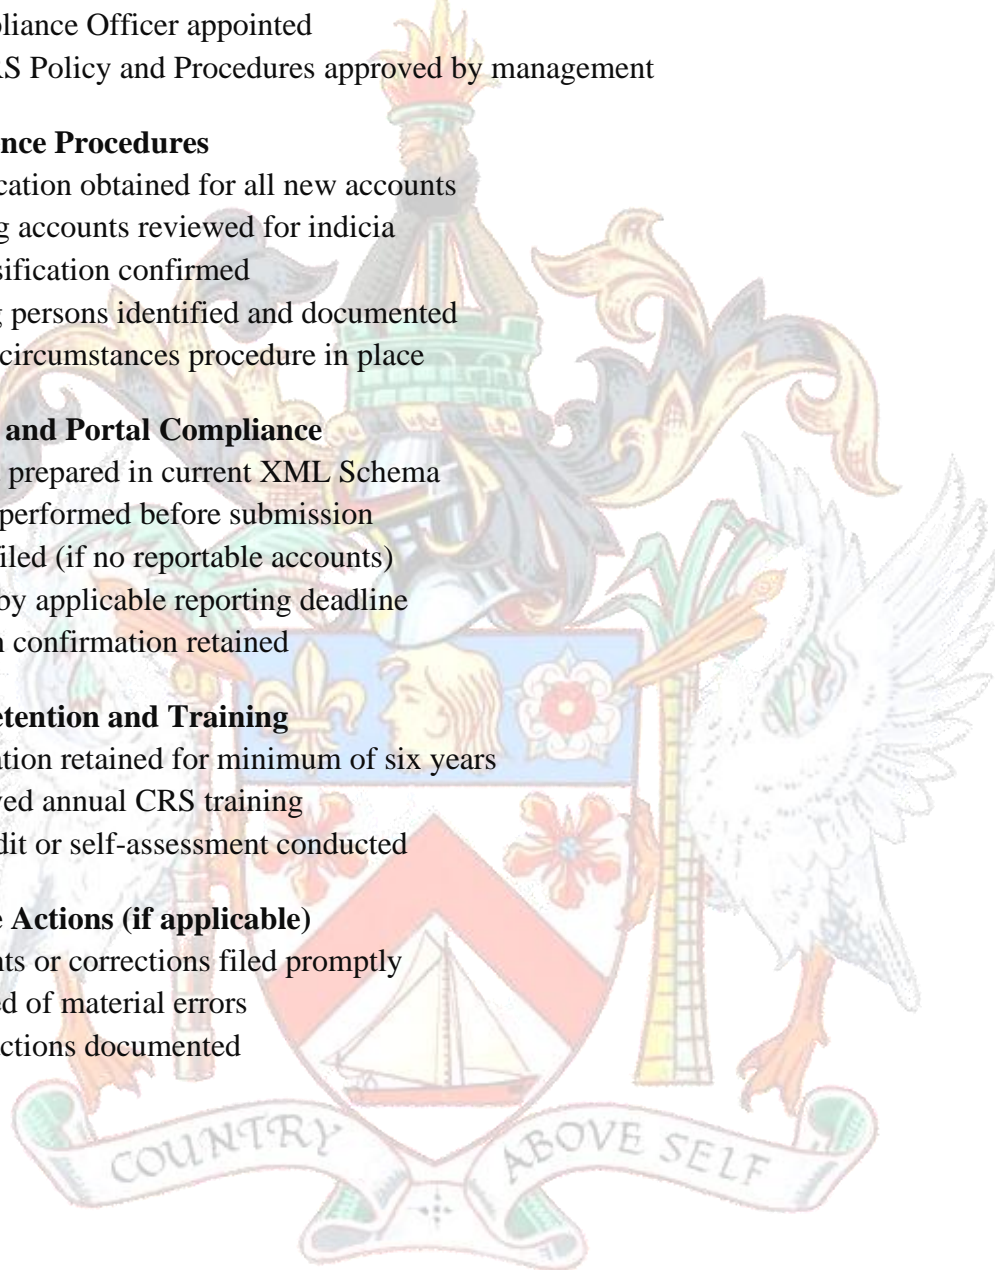 pliance Officer appointed
RS Policy and Procedures approved by management
nce Procedures
cation obtained for all new accounts
g accounts reviewed for indicia
sification confirmed
g persons identified and documented
circumstances procedure in place
and Portal Compliance
prepared in current XML Schema
performed before submission
iled (if no reportable accounts)
by applicable reporting deadline
n confirmation retained
etention and Training
ation retained for minimum of six years
ved annual CRS training
dit or self-assessment conducted
e Actions (if applicable)
nts or corrections filed promptly
ed of material errors
ctions documented
COUNTRY ABOVE SELF